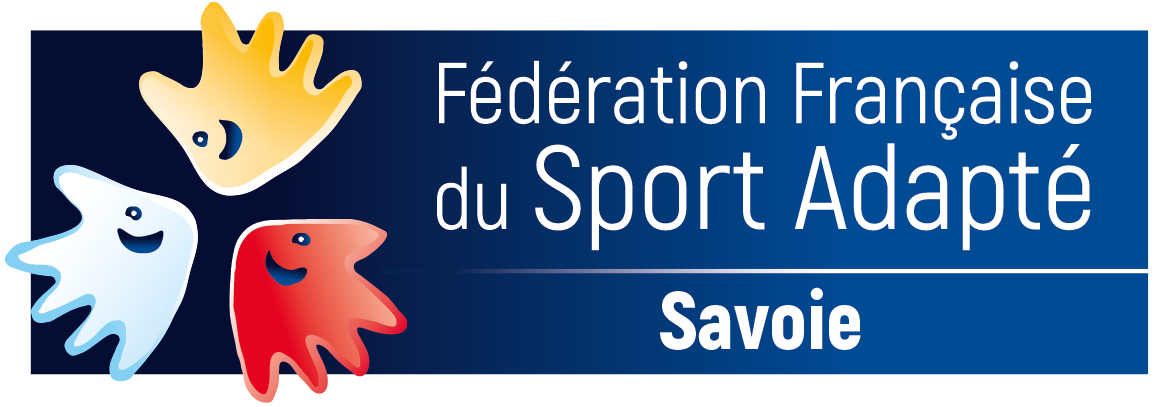 Fédération Française
du Sport Adapté
Savoie